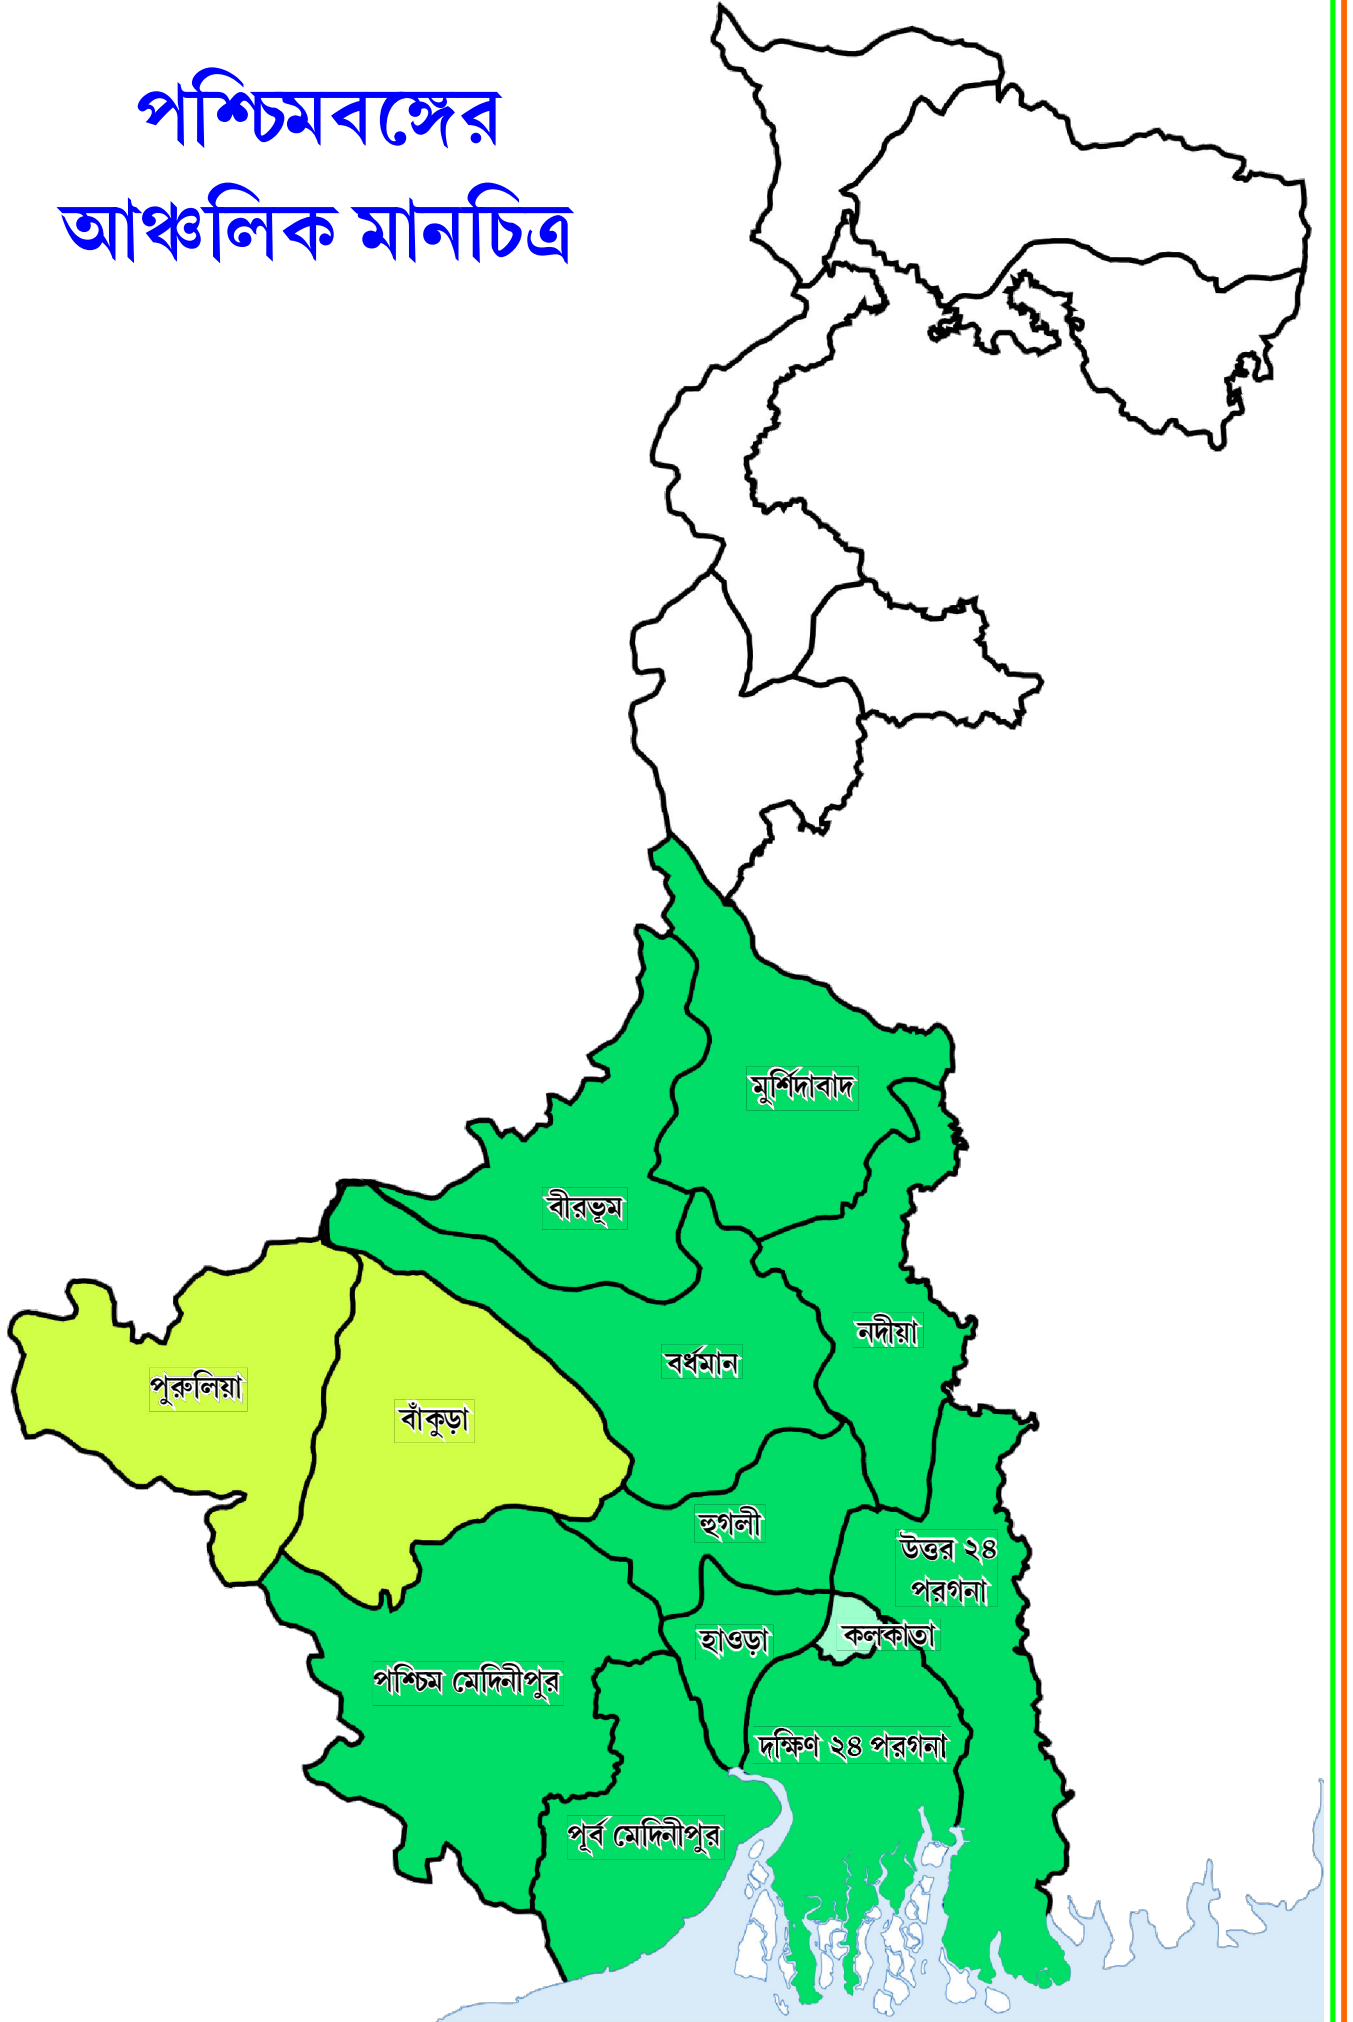 পশ্চিমবঙ্গের
আঞ্চলিক মানচিত্র
মুর্শিদাবাদ
বীরভূম
নদীয়া
বর্ধমান
পুরুলিয়া
বাঁকুড়া
হুগলী
উত্তর ২৪
পরগনা
কলকাতা
হাওড়া
পশ্চিম মেদিনীপুর
দক্ষিণ ২৪ পরগনা
পূর্ব মেদিনীপুর